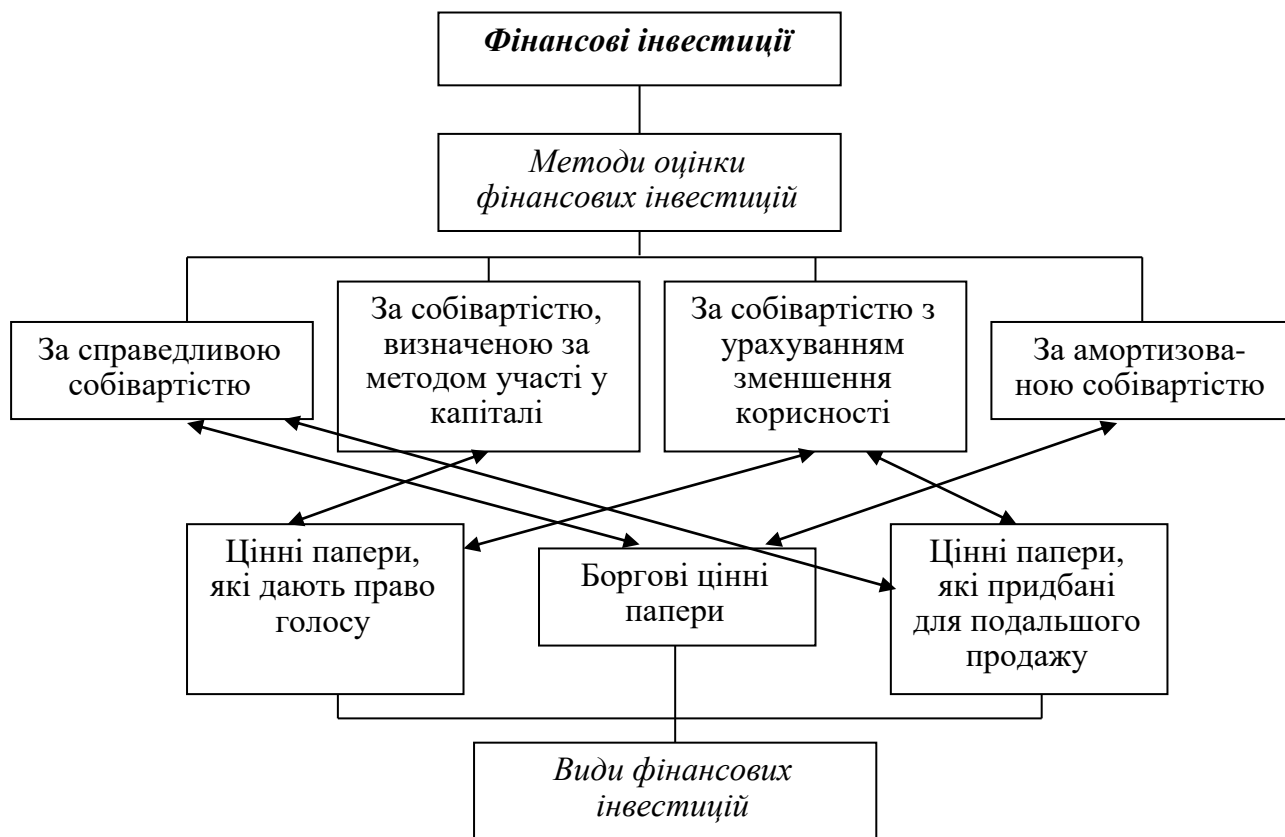 Фінансові інвестиції
Методи оцінки
фінансових інвестицій
За справедливою
собівартістю
За собівартістю,
визначеною за
методом участі у
капіталі
За собівартістю з
урахуванням
зменшення
корисності
За амортизова-
ною собівартістю
Цінні папери,
які дають право
голосу
Боргові цінні
папери
Цінні папери,
які придбані
для подальшого
продажу
Види фінансових
інвестицій